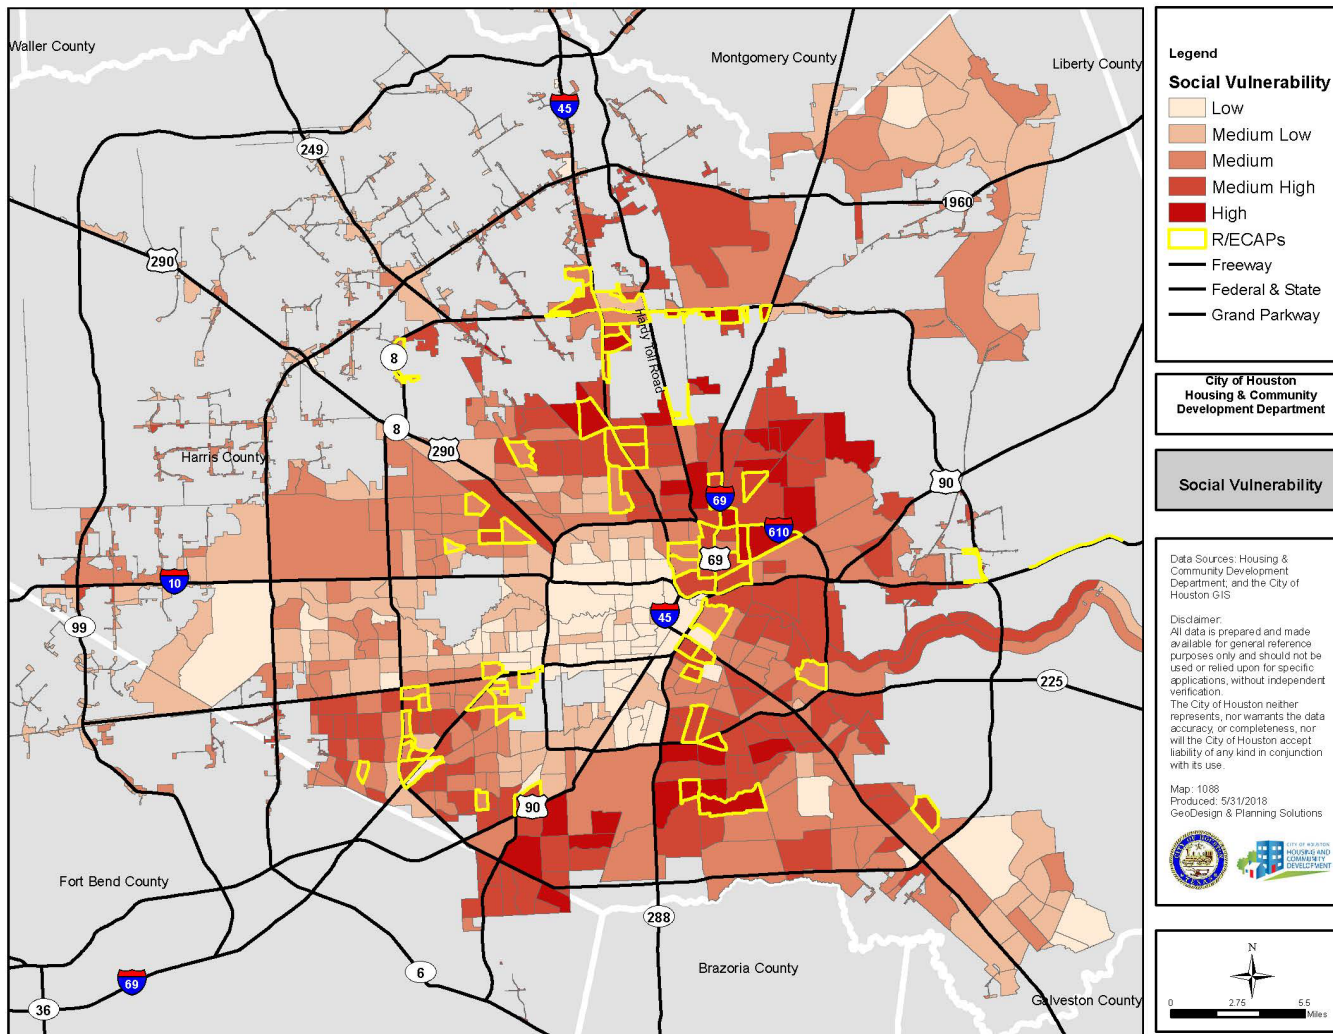 Waller County
Montgomery County
Liberty County
45
249
1960
290
Hardy Toll Road
8
8
290
Harris County
90
69
610
69
10
45
99
225
90
Fort Bend County
288
6
Brazoria County
69
36
Galveston County
Legend
Social Vulnerability
Low
Medium Low
Medium
Medium High
High
R/ECAPs
Freeway
Federal & State
Grand Parkway
City of Houston
Housing & Community
Development Department
Social Vulnerability
Data Sources: Housing &
Community Development
Department; and the City of
Houston GIS
Disclaimer:
All data is prepared and made
available for general reference
purposes only and should not be
used or relied upon for specific
applications, without independent
verification.
The City of Houston neither
represents, nor warrants the data
accuracy, or completeness, nor
will the City of Houston accept
liability of any kind in conjunction
with its use.
Map: 1088
Produced: 5/31/2018
GeoDesign & Planning Solutions
CITY OF HOUSTON
HOUSING AND
COMMUNITY
DEVELOPMENT
N
0 2.75 5.5
Miles